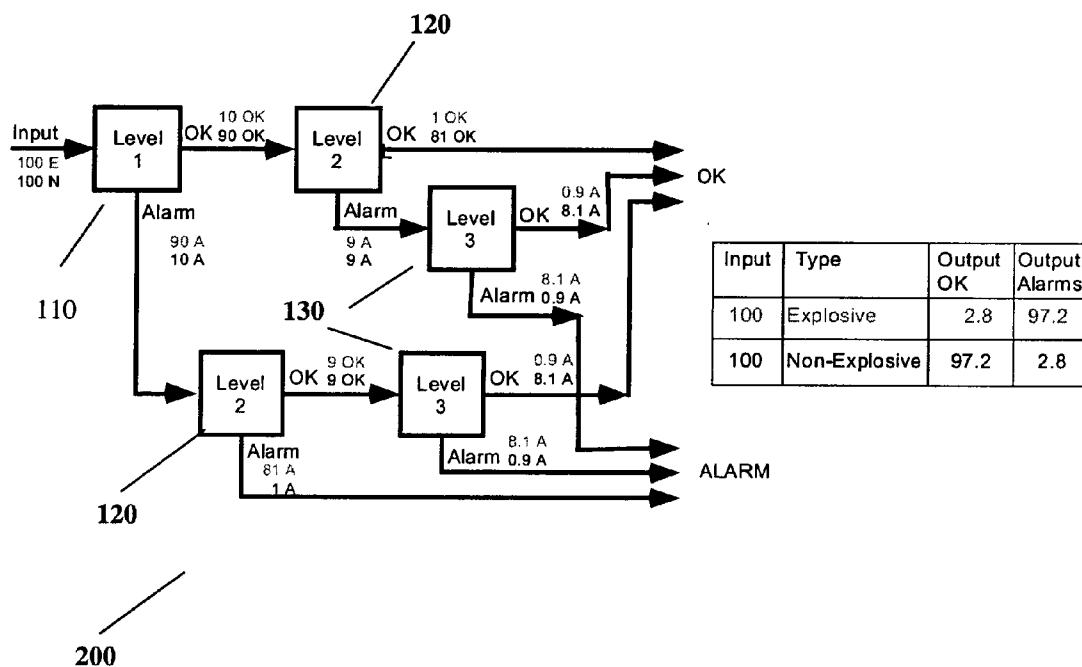 120
Input
100 E
100 N
Level
1
OK
10 OK
90 OK
Level
2
OK
1 OK
81 OK
OK
Alarm
90 A
10 A
Alarm
9 A
9 A
Level
3
OK
0.9 A
8.1 A
Alarm
8.1 A
0.9 A
110
130
Level
2
OK
9 OK
9 OK
Level
3
OK
0.9 A
8.1 A
Alarm
81 A
1 A
Alarm
8.1 A
0.9 A
ALARM
120
200
Input Type Output OK Output Alarms
100 Explosive 2.8 97.2
100 Non-Explosive 97.2 2.8